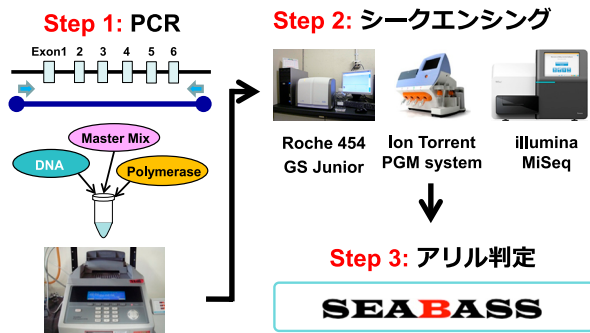 Step 1: PCR
Exon1 2 3 4 5 6
Master Mix
DNA
Polymerase
Step 2: シークエンシング
Roche 454
GS Junior
Ion Torrent
PGM system
illumina
MiSeq
Step 3: アリル判定
SEABASS